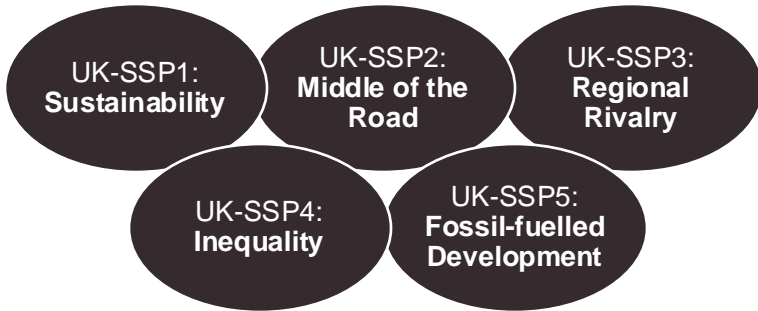 UK-SSP1:
Sustainability
UK-SSP2:
Middle of the
Road
UK-SSP3:
Regional
Rivalry
UK-SSP4:
Inequality
UK-SSP5:
Fossil-fuelled
Development